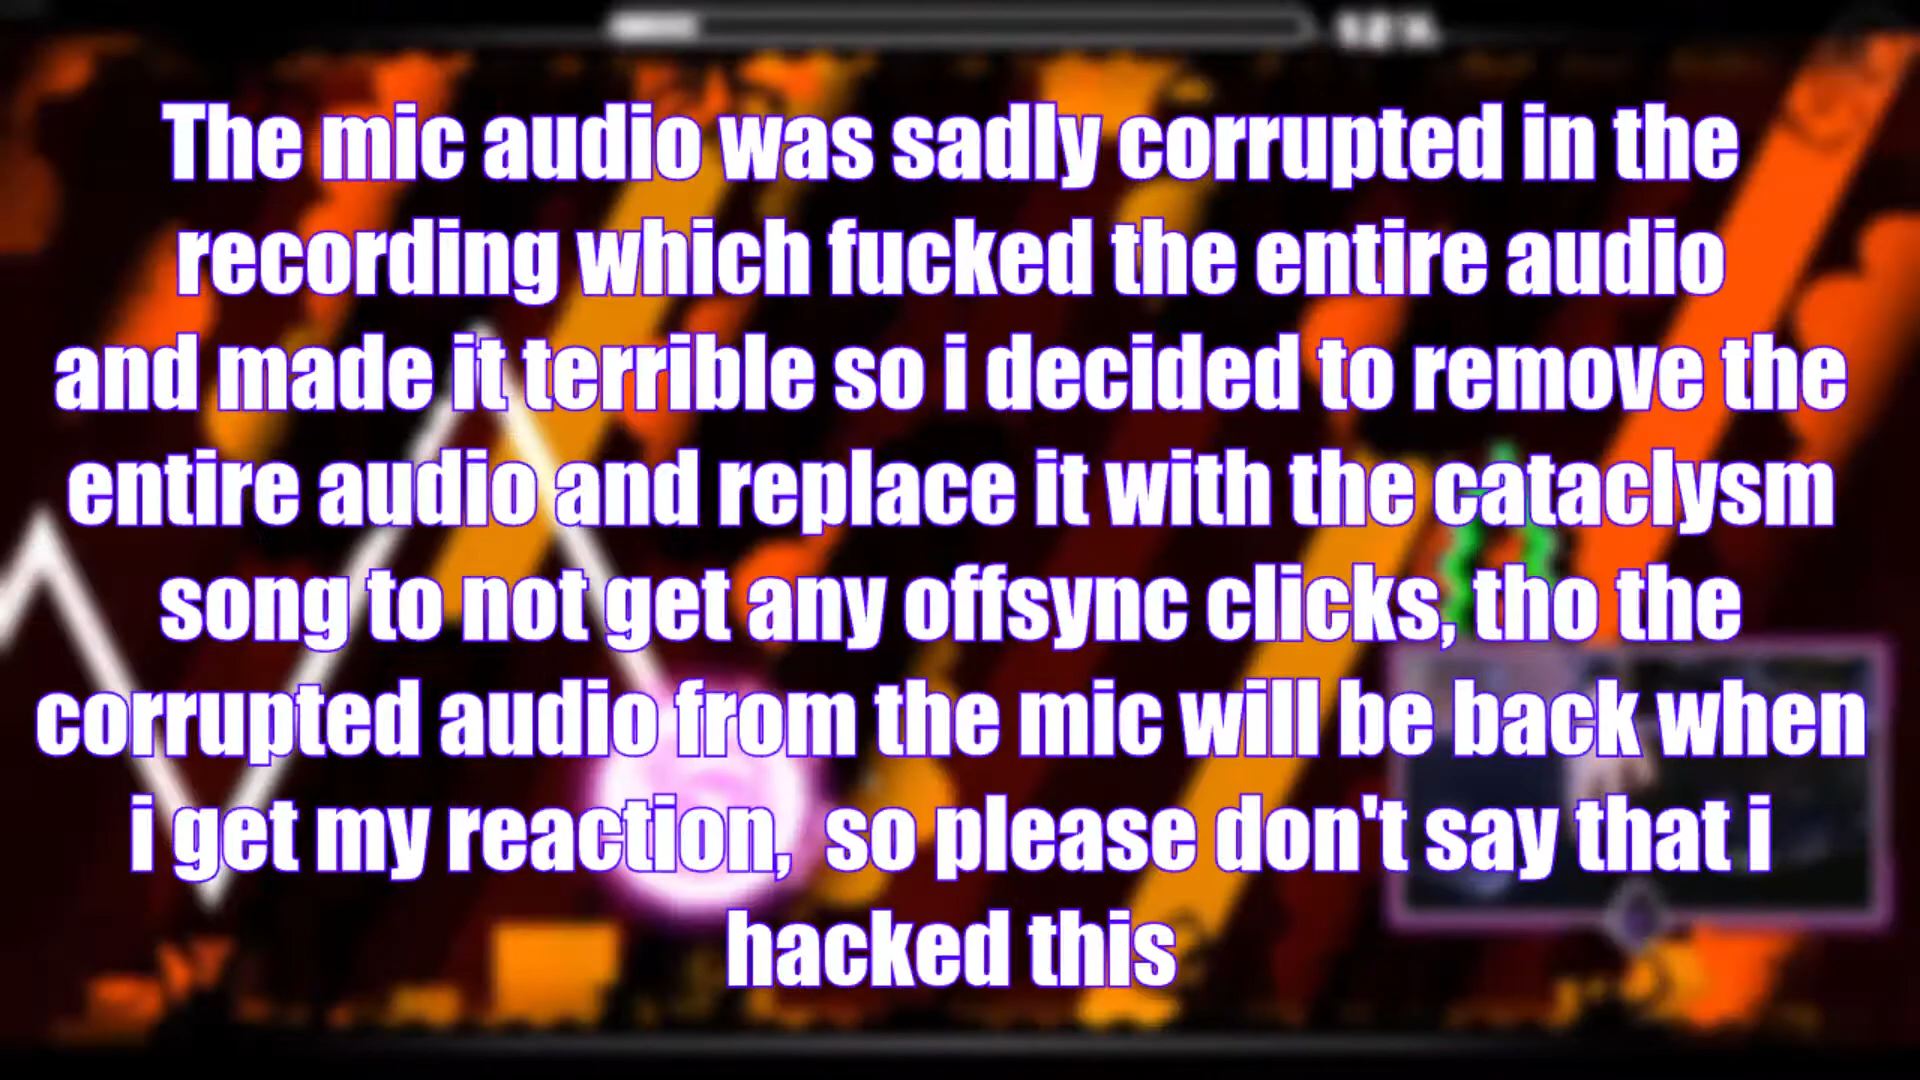 The mic audio was sadly corrupted in the
recording which fucked the entire audio
and made it terrible so i decided to remove the
entire audio and replace it with the cataclysm
song to not get any offsync clicks, tho the
corrupted audio from the mic will be back when
i get my reaction, so please don't say that i
hacked this